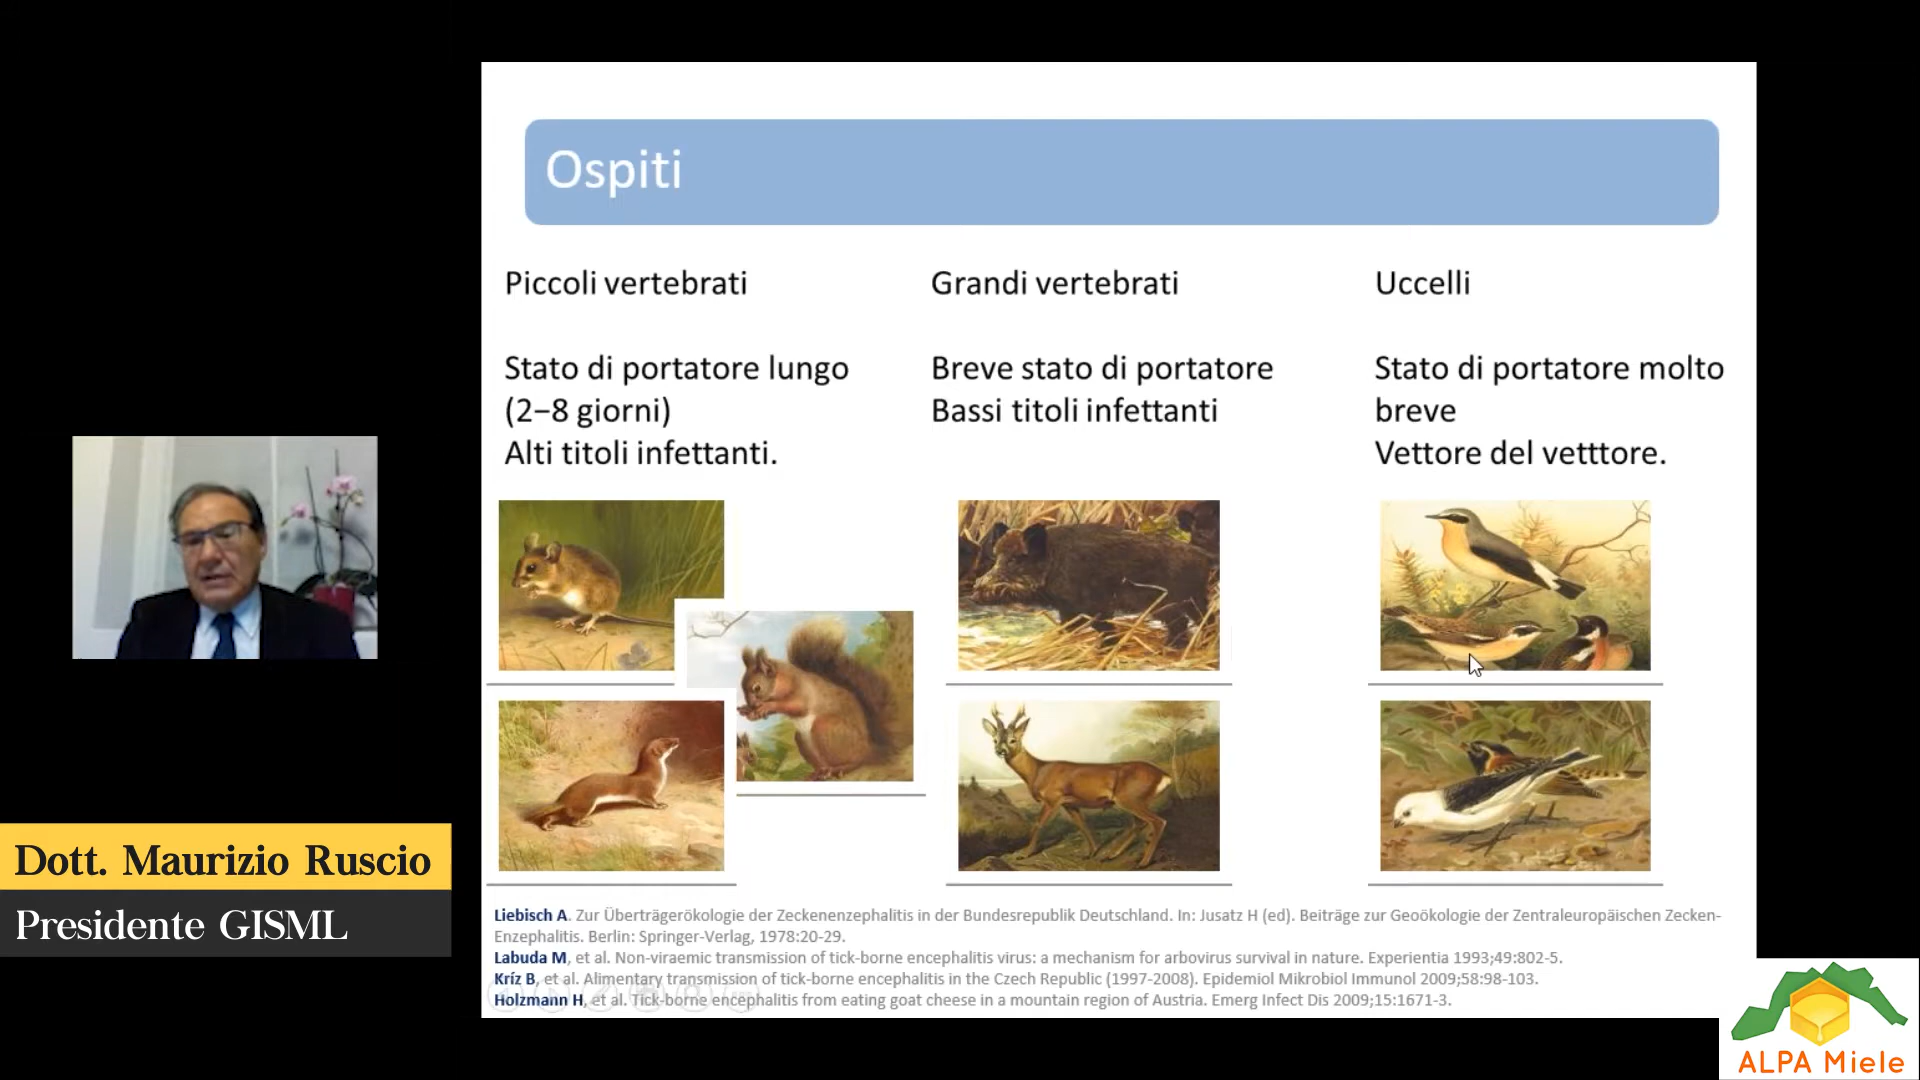 Ospiti
Piccoli vertebrati
Stato di portatore lungo
(2–8 giorni)
Alti titoli infettanti.
Grandi vertebrati
Breve stato di portatore
Bassi titoli infettanti
Uccelli
Stato di portatore molto
breve
Vettore del vetttore.
Dott. Maurizio Ruscio
Presidente GISML
Liebisch A. Zur Überträgerökologie der Zeckenenzephalitis in der Bundesrepublik Deutschland. In: Jusatz H (ed). Beiträge zur Geoökologie der Zentraleuropäischen Zecken-
Enzephalitis. Berlin: Springer-Verlag, 1978:20-29.
Labuda M, et al. Non-viraemic transmission of tick-borne encephalitis virus: a mechanism for arbovirus survival in nature. Experientia 1993;49:802-5.
Kríz B, et al. Alimentary transmission of tick-borne encephalitis in the Czech Republic (1997-2008). Epidemiol Mikrobiol Immunol 2009;58:98-103.
Holzmann H, et al. Tick-borne encephalitis from eating goat cheese in a mountain region of Austria. Emerg Infect Dis 2009;15:1671-3.
ALPA Miele